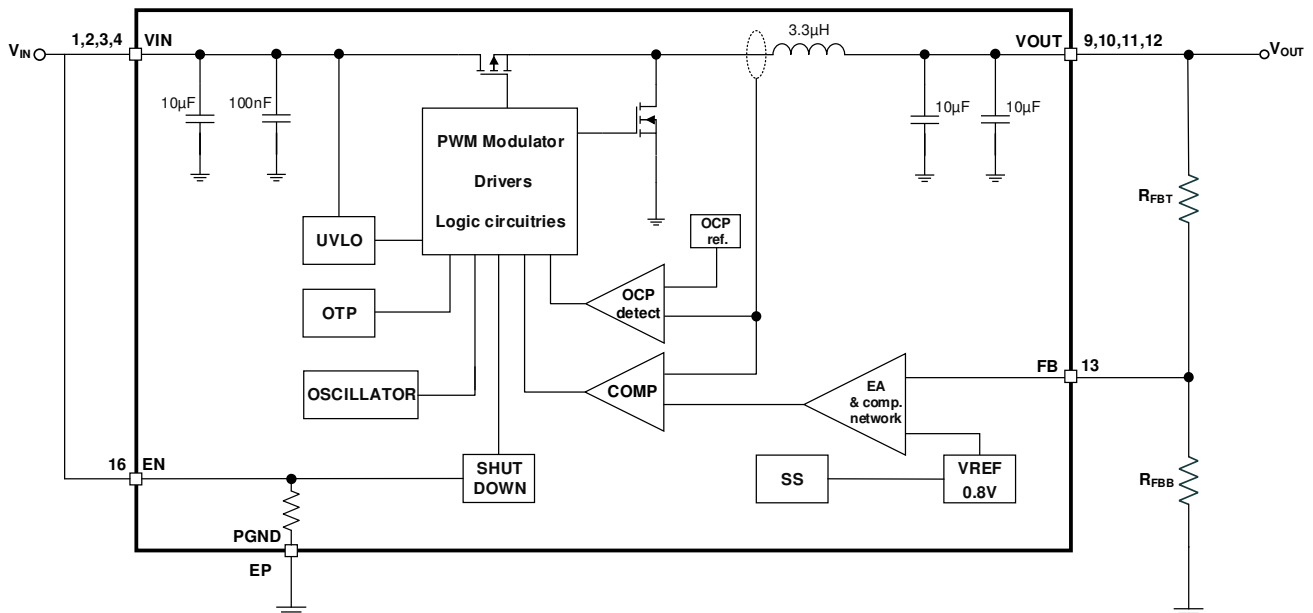 VIN
1,2,3,4
VIN
3.3µH
VOUT
9,10,11,12
VOUT
10µF
100nF
10µF
10µF
PWM Modulator
Drivers
Logic circuitries
RFBT
UVLO
OCP
ref.
OTP
OCP
detect
FB
13
OSCILLATOR
COMP
EA
& comp.
network
16
EN
SHUT
DOWN
SS
VREF
0.8V
RFBB
PGND
EP